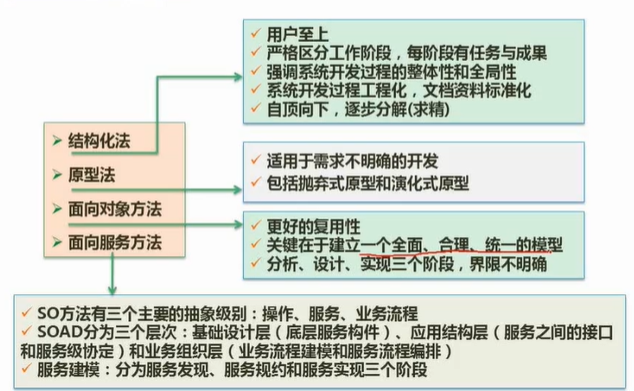 用户至上
严格区分工作阶段，每阶段有任务与成果
强调系统开发过程的整体性和全局性
系统开发过程工程化，文档资料标准化
自顶向下，逐步分解(求精)
结构化法
原型法
面向对象方法
面向服务方法
适用于需求不明确的开发
包括抛弃式原型和演化式原型
更好的复用性
关键在于建立一个全面、合理、统一的模型
分析、设计、实现三个阶段，界限不明确
SO方法有三个主要的抽象级别：操作、服务、业务流程
SOAD分为三个层次：基础设计层（底层服务构件）、应用结构层（服务之间的接口
和服务级协定）和业务组织层（业务流程建模和服务流程编排）
服务建模：分为服务发现、服务规约和服务实现三个阶段